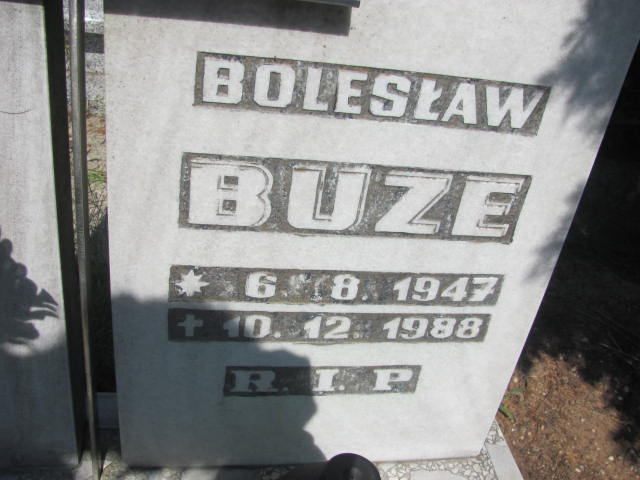 BOLESŁAW
BUZE
* 6. 8. 1947
✝ 10. 12. 1988
R. I. P